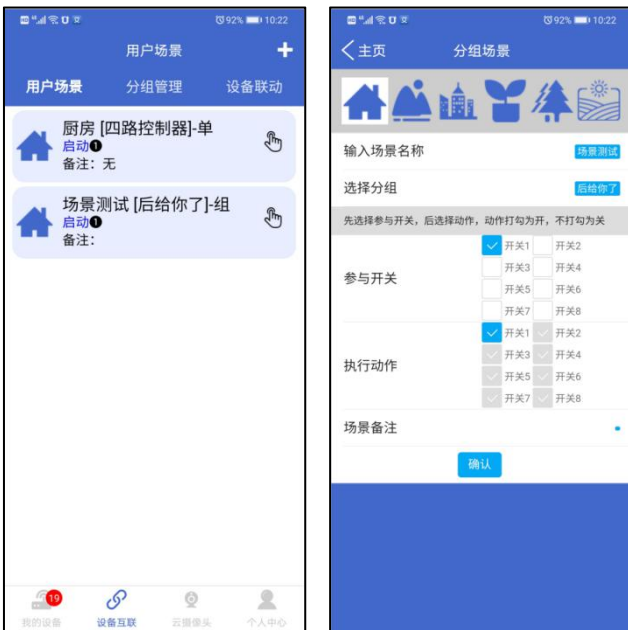 92% 10:22
用户场景 +
用户场景 分组管理 设备联动
厨房 [四路控制器]-单
启动1
备注：无
场景测试 [后给你了]-组
启动1
备注：
19
我的设备 设备互联 云摄像头 个人中心
92% 10:22
主页 分组场景
输入场景名称 场景测试
选择分组 后给你了
先选择参与开关，后选择动作，动作打勾为开，不打勾为关
参与开关
开关1 开关2
开关3 开关4
开关5 开关6
开关7 开关8
执行动作
开关1 开关2
开关3 开关4
开关5 开关6
开关7 开关8
场景备注
确认